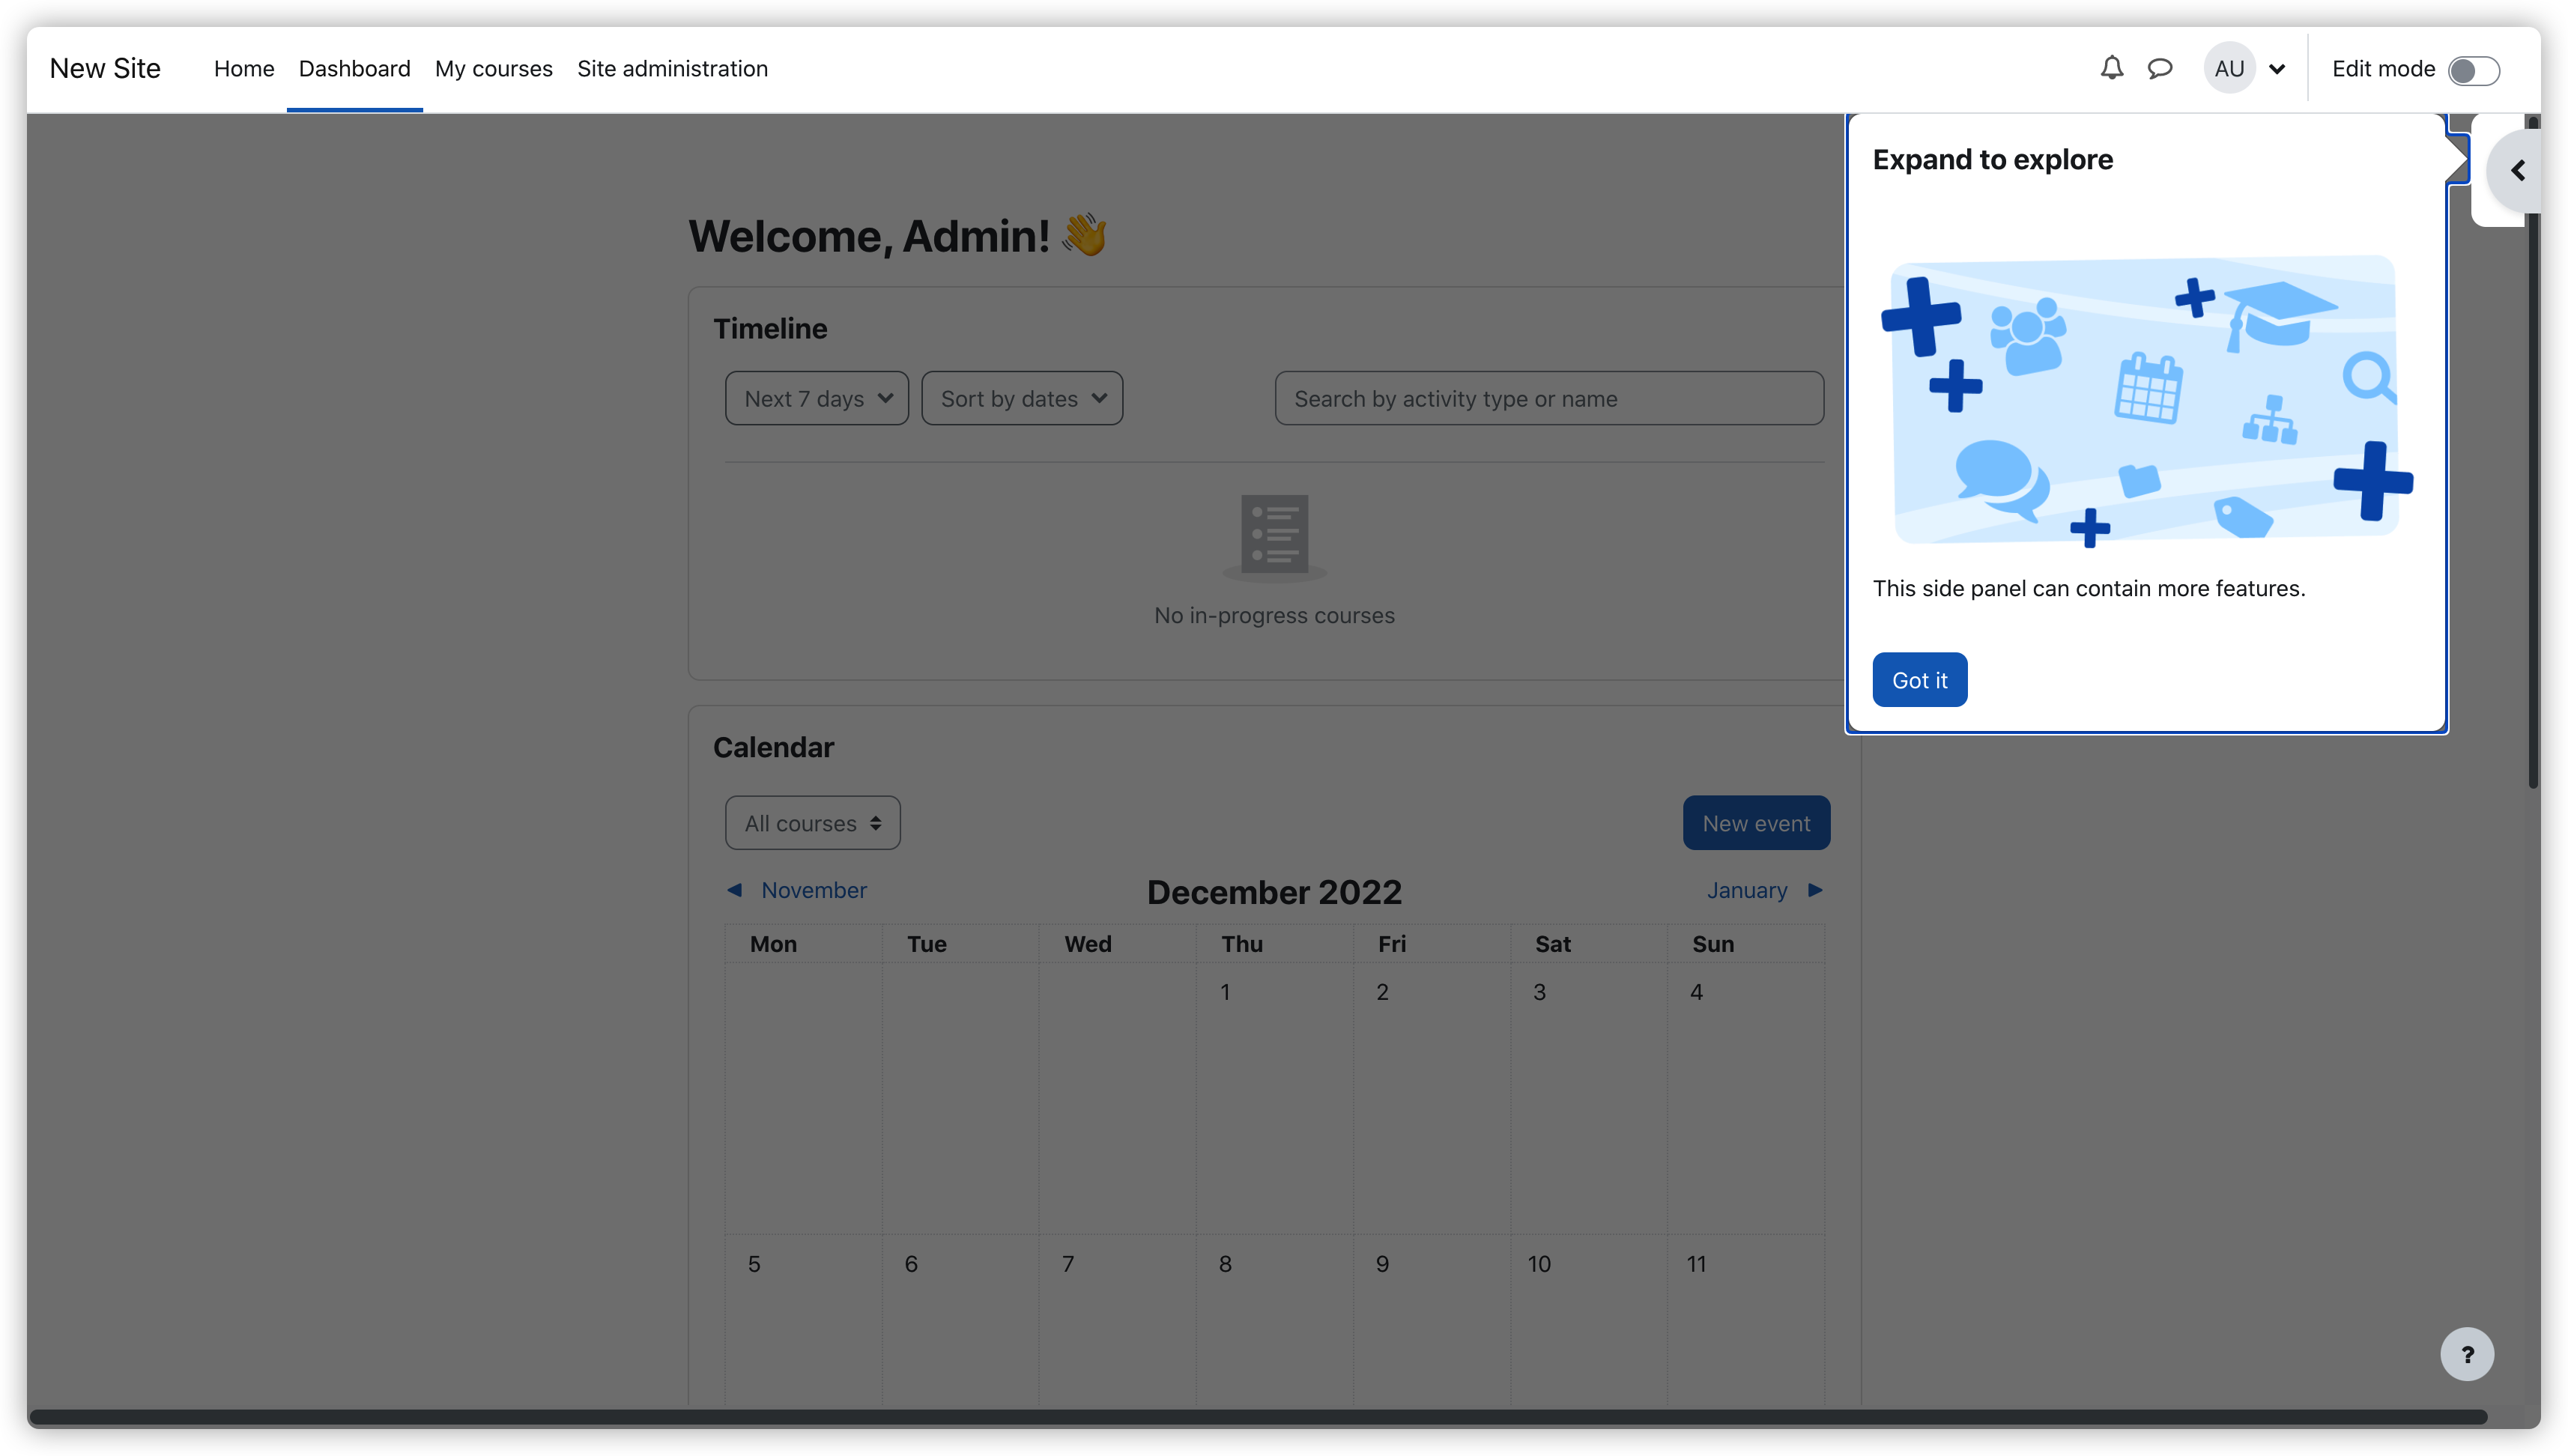 New Site Home Dashboard My courses Site administration AU Edit mode
Expand to explore
This side panel can contain more features.
Got it
Welcome, Admin! 👋
Timeline
Next 7 days Sort by dates Search by activity type or name
No in-progress courses
Calendar
All courses New event
◀ November December 2022 January ▶
Mon Tue Wed Thu Fri Sat Sun
1 2 3 4
5 6 7 8 9 10 11
?